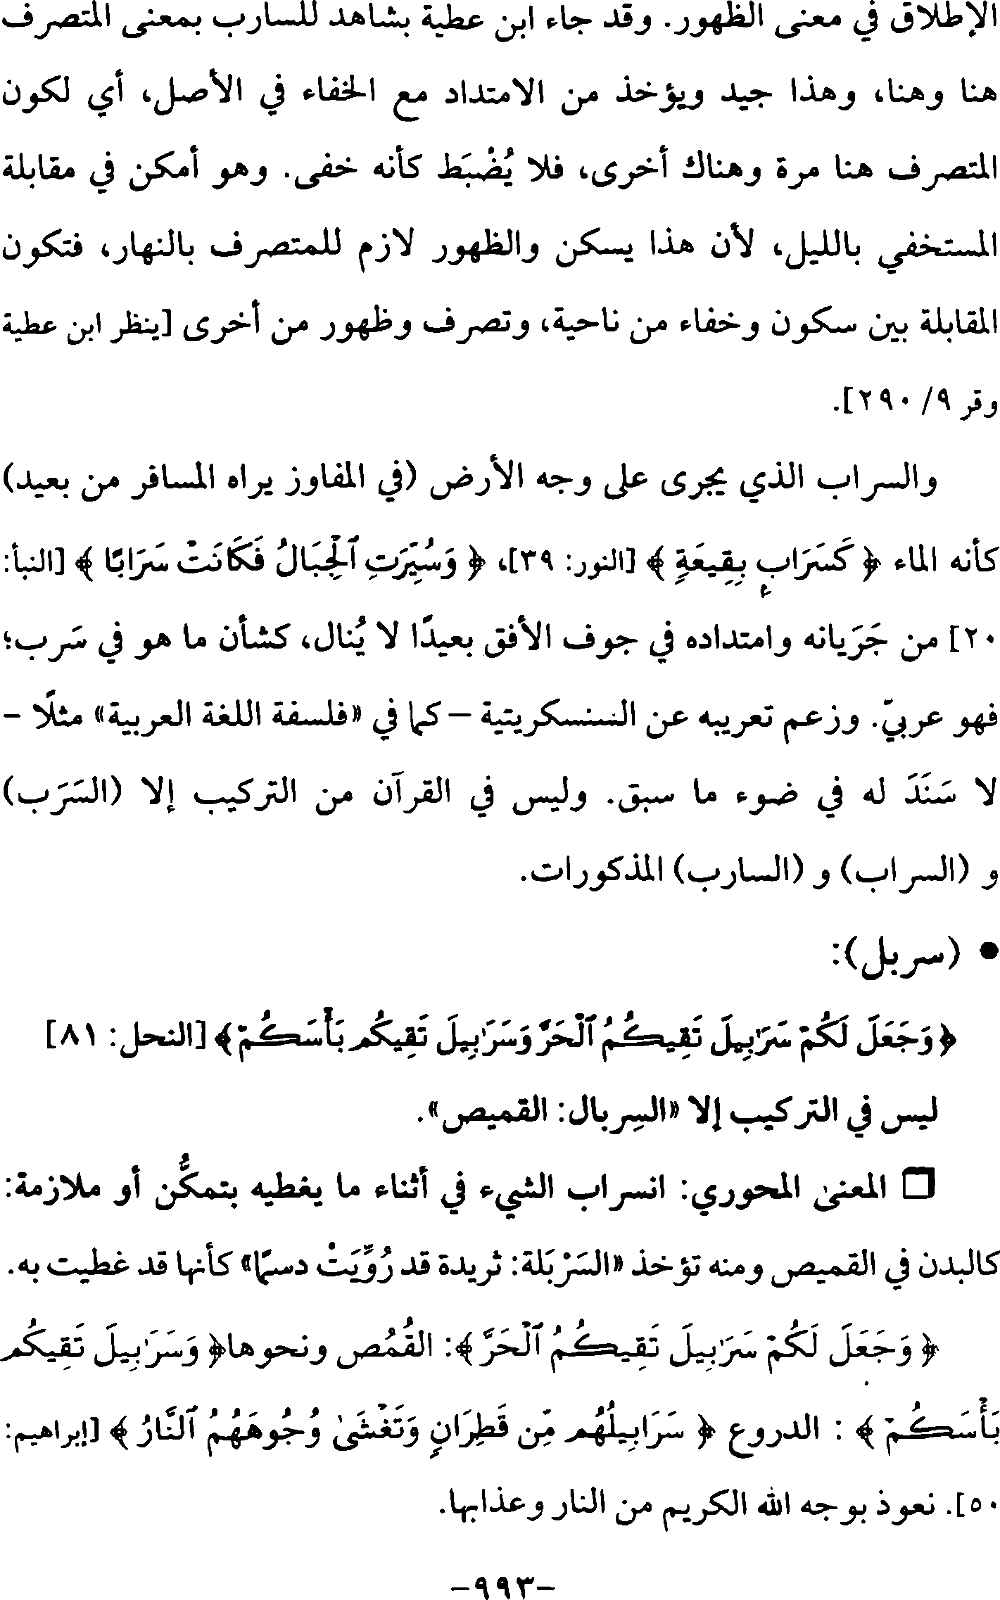 الإطلاق في معنى الظهور. وقد جاء ابن عطية بشاهد للسارب بمعنى المتصرف
هنا وهنا، وهذا جيد ويؤخذ من الامتداد مع الخفاء في الأصل، أي لكون
المتصرف هنا مرة وهناك أخرى، فلا يُضْبَط كأنه خفى. وهو أمكن في مقابلة
المستخفي بالليل، لأن هذا يسكن والظهور لازم للمتصرف بالنهار، فتكون
المقابلة بين سكون وخفاء من ناحية، وتصرف وظهور من أخرى [ينظر ابن عطية
وقر ٩/ ٢٩٠].
والسراب الذي يجرى على وجه الأرض (في المفاوز يراه المسافر من بعيد)
كأنه الماء ﴿ كَسَرَابٍ بِقِيعَةٍ ﴾ [النور: ٣٩]، ﴿ وَسُيِّرَتِ ٱلْجِبَالُ فَكَانَتْ سَرَابًا ﴾ [النبأ:
٢٠] من جَرَيانه وامتداده في جوف الأفق بعيدًا لا يُنال، كشأن ما هو في سَرب؛
فهو عربيّ. وزعم تعريبه عن السنسكريتية – كما في «فلسفة اللغة العربية» مثلًا –
لا سَنَدَ له في ضوء ما سبق. وليس في القرآن من التركيب إلا (السَرَب)
و (السراب) و (السارب) المذكورات.
● (سربل):
﴿ وَجَعَلَ لَكُمْ سَرَٰبِيلَ تَقِيكُمُ ٱلْحَرَّ وَسَرَٰبِيلَ تَقِيكُم بَأْسَكُمْ ﴾ [النحل: ٨١]
ليس في التركيب إلا «السِربال: القميص».
❒ المعنىٰ المحوري: انسراب الشيء في أثناء ما يغطيه بتمكُّن أو ملازمة:
كالبدن في القميص ومنه تؤخذ «السَرْبَلة: ثريدة قد رُوِّيَتْ دسمًا» كأنها قد غطيت به.
﴿ وَجَعَلَ لَكُمْ سَرَٰبِيلَ تَقِيكُمُ ٱلْحَرَّ ﴾: القُمُص ونحوها ﴿ وَسَرَٰبِيلَ تَقِيكُم
بَأْسَكُمْ ﴾ : الدروع ﴿ سَرَابِيلُهُم مِّن قَطِرَانٍ وَتَغْشَىٰ وُجُوهَهُمُ ٱلنَّارُ ﴾ [إبراهيم:
٥٠]. نعوذ بوجه الله الكريم من النار وعذابها.
-٩٩٣-